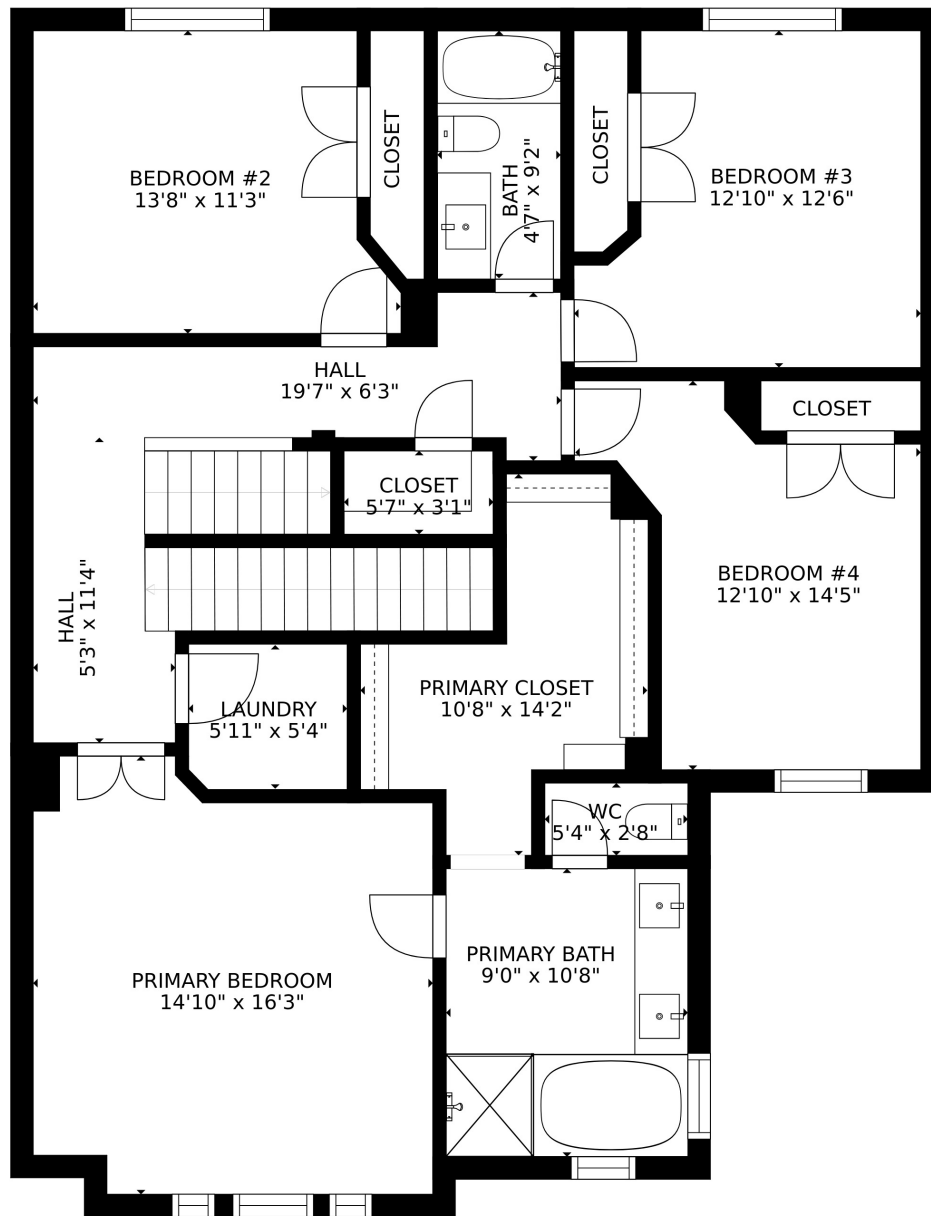 BEDROOM #2
13'8" x 11'3"
CLOSET
BATH
4'7" x 9'2"
CLOSET
BEDROOM #3
12'10" x 12'6"
HALL
19'7" x 6'3"
CLOSET
CLOSET
5'7" x 3'1"
HALL
5'3" x 11'4"
BEDROOM #4
12'10" x 14'5"
PRIMARY CLOSET
10'8" x 14'2"
LAUNDRY
5'11" x 5'4"
WC
5'4" x 2'8"
PRIMARY BATH
9'0" x 10'8"
PRIMARY BEDROOM
14'10" x 16'3"